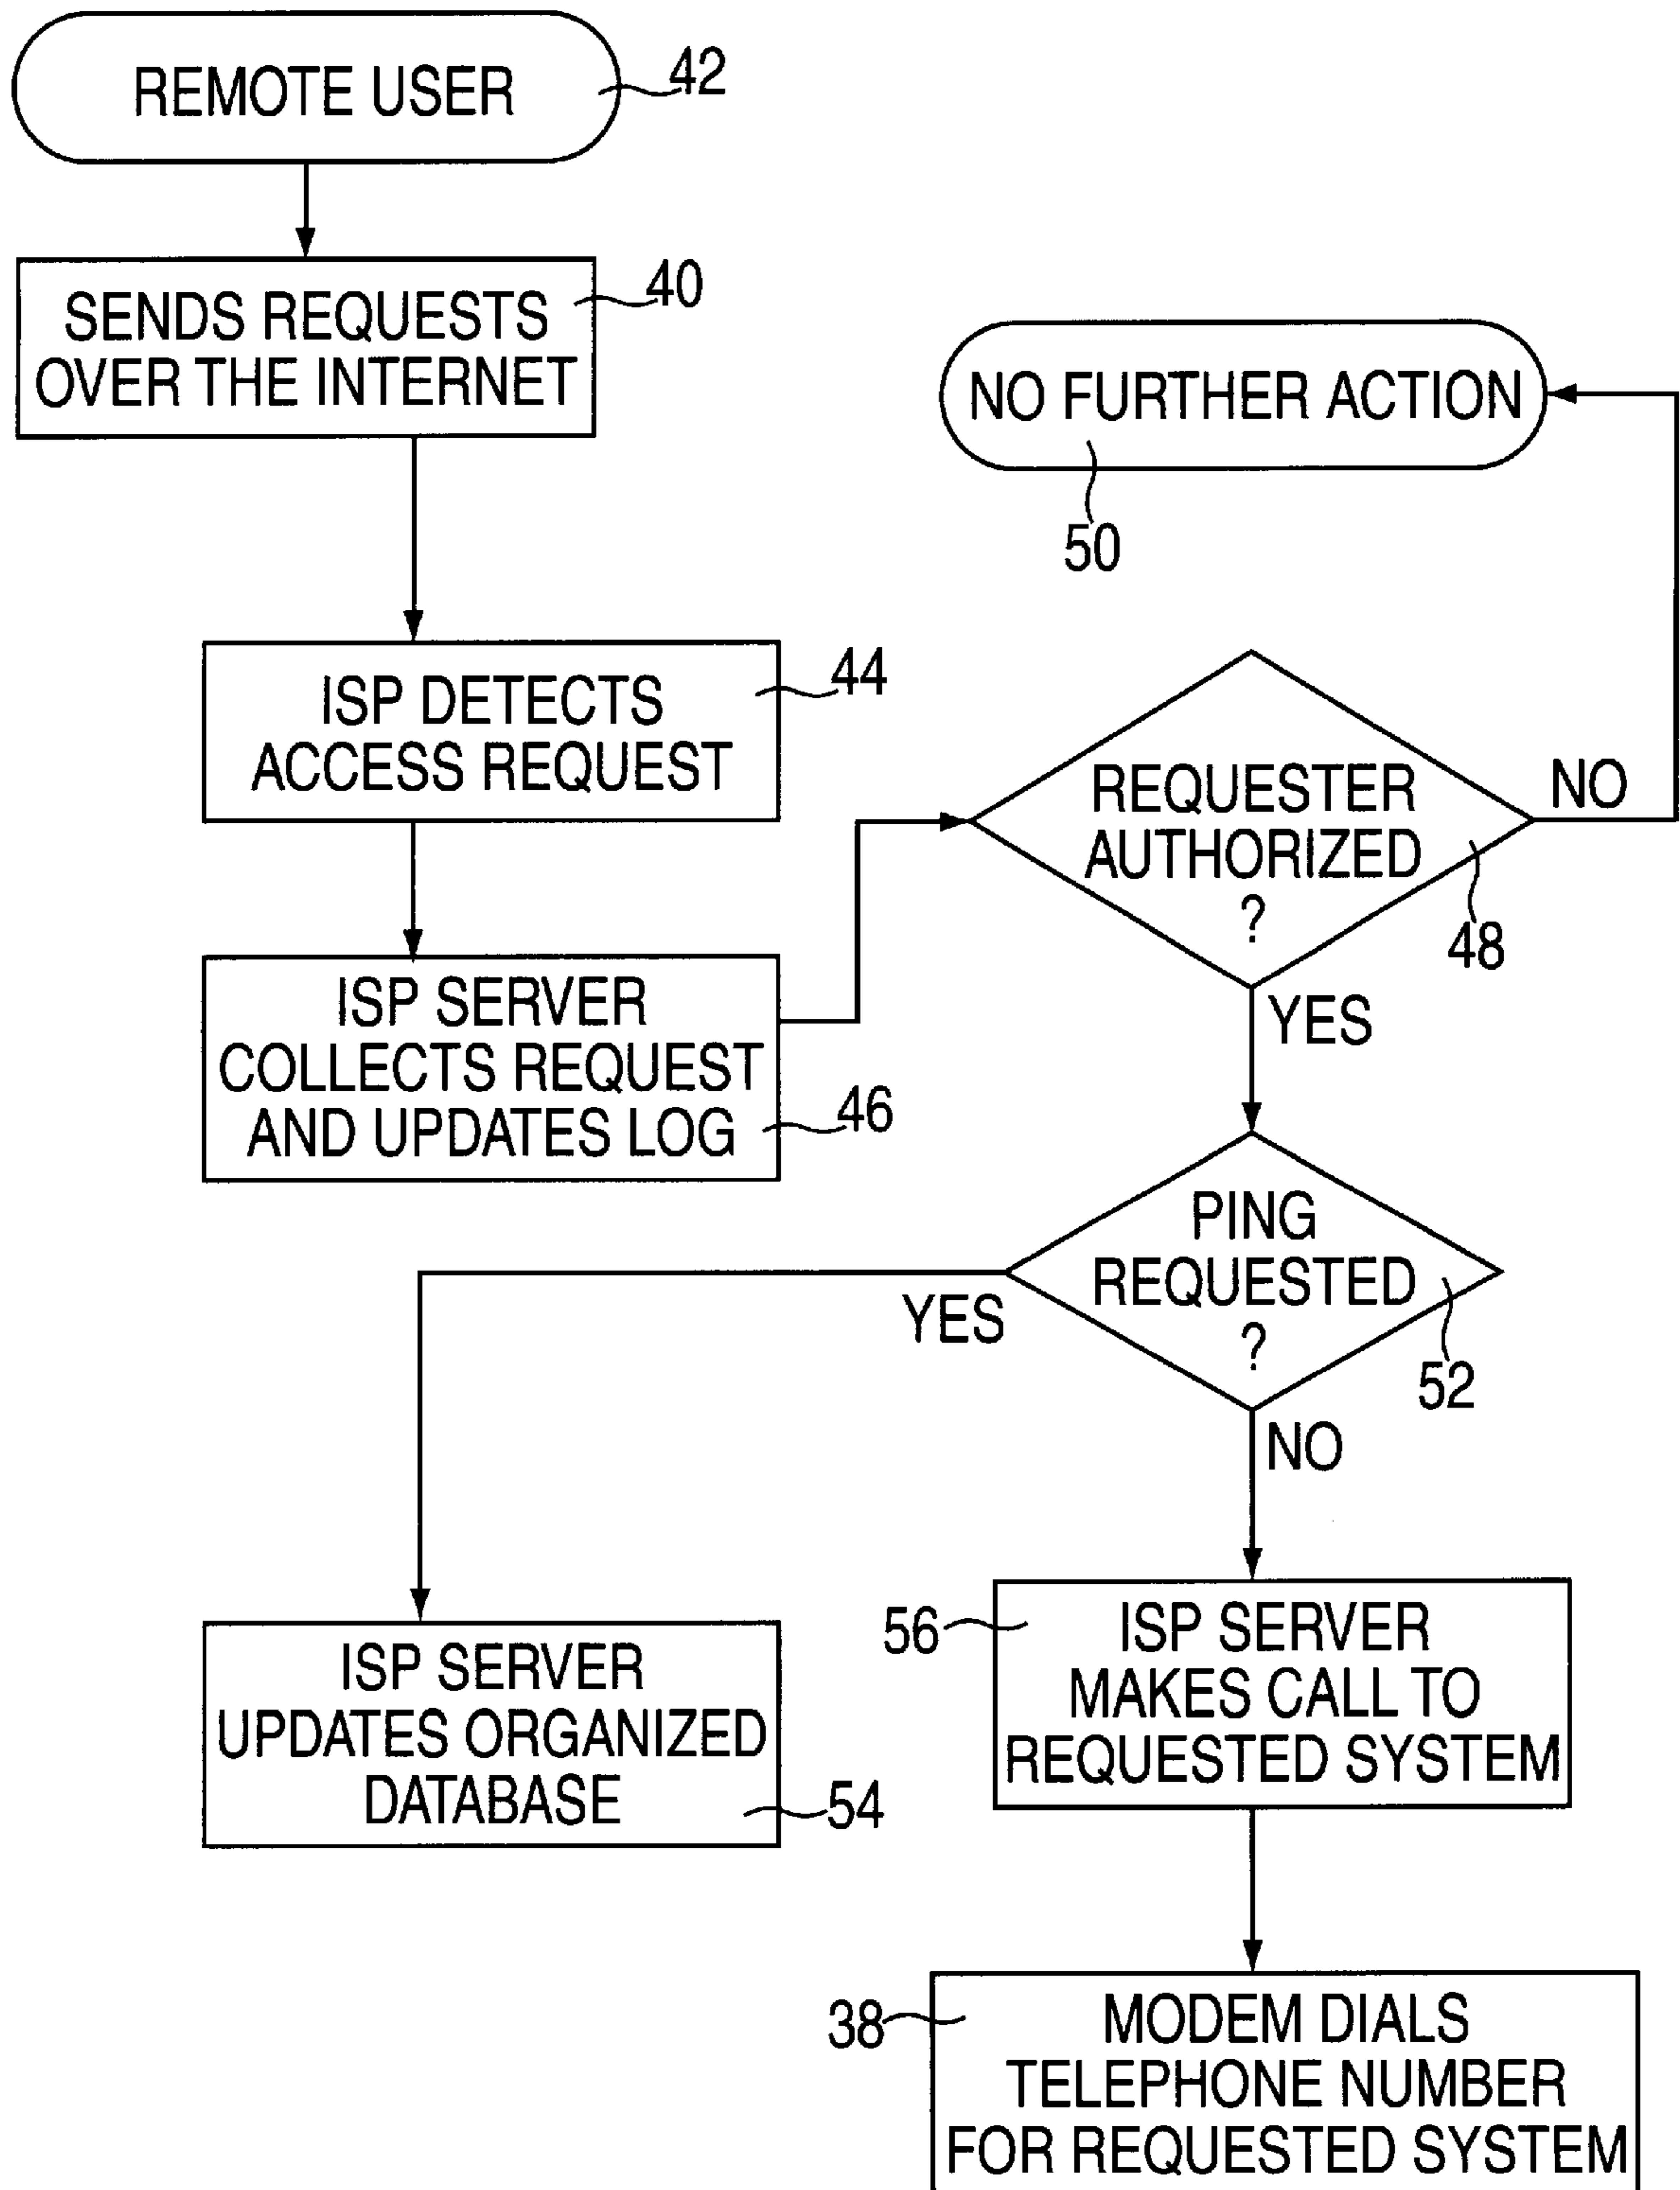 REMOTE USER
42
SENDS REQUESTS
OVER THE INTERNET
40
NO FURTHER ACTION
50
ISP DETECTS
ACCESS REQUEST
44
ISP SERVER
COLLECTS REQUEST
AND UPDATES LOG
46
REQUESTER
AUTHORIZED
?
48
NO
YES
PING
REQUESTED
?
52
YES
NO
ISP SERVER
UPDATES ORGANIZED
DATABASE
54
56
ISP SERVER
MAKES CALL TO
REQUESTED SYSTEM
38
MODEM DIALS
TELEPHONE NUMBER
FOR REQUESTED SYSTEM